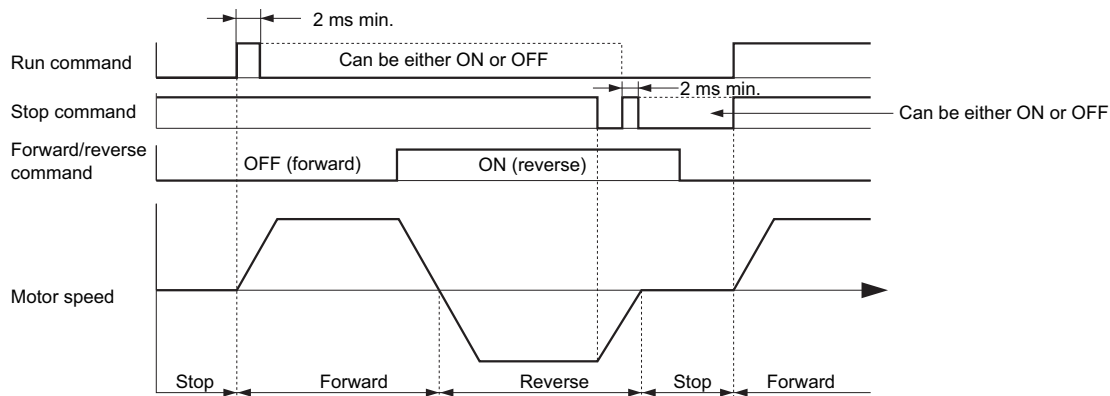 2 ms min.
Run command
Can be either ON or OFF
2 ms min.
Stop command
Can be either ON or OFF
Forward/reverse
command
OFF (forward)
ON (reverse)
Motor speed
Stop
Forward
Reverse
Stop
Forward